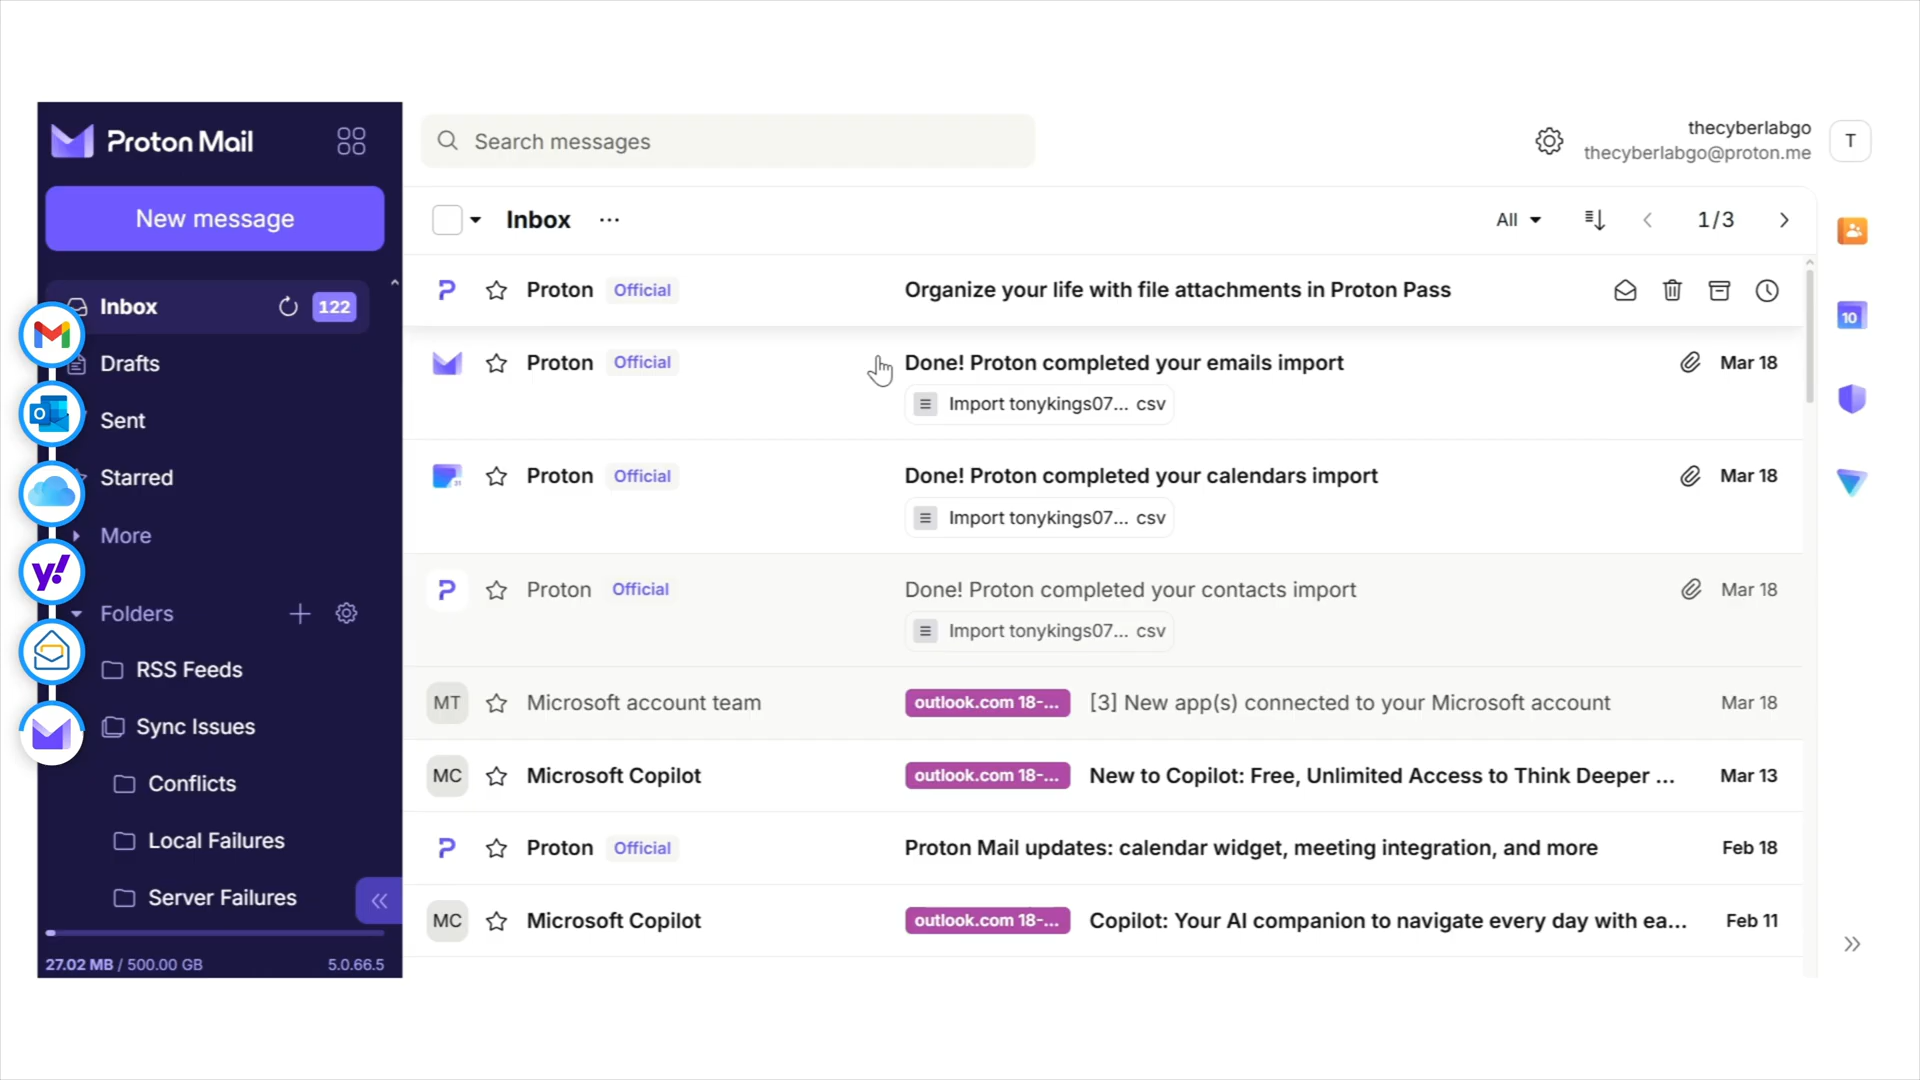 Proton Mail
Search messages
thecyberlabgo
thecyberlabgo@proton.me
T
New message
Inbox
All
1/3
Inbox 122
Drafts
Sent
Starred
More
Folders
RSS Feeds
Sync Issues
Conflicts
Local Failures
Server Failures
27.02 MB / 500.00 GB 5.0.66.5
Proton Official Organize your life with file attachments in Proton Pass
Proton Official Done! Proton completed your emails import Mar 18
Import tonykings07... csv
Proton Official Done! Proton completed your calendars import Mar 18
Import tonykings07... csv
Proton Official Done! Proton completed your contacts import Mar 18
Import tonykings07... csv
MT Microsoft account team outlook.com 18-... [3] New app(s) connected to your Microsoft account Mar 18
MC Microsoft Copilot outlook.com 18-... New to Copilot: Free, Unlimited Access to Think Deeper ... Mar 13
Proton Official Proton Mail updates: calendar widget, meeting integration, and more Feb 18
MC Microsoft Copilot outlook.com 18-... Copilot: Your AI companion to navigate every day with ea... Feb 11
10
y!